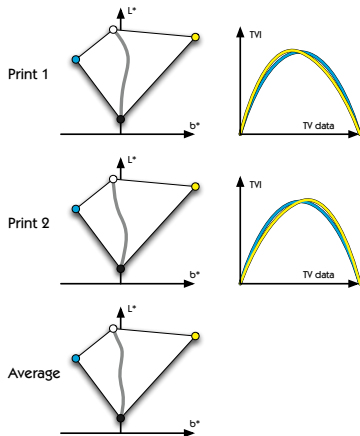 L*
TVI
Print 1
b*
TV data
L*
TVI
Print 2
b*
TV data
L*
Average
b*